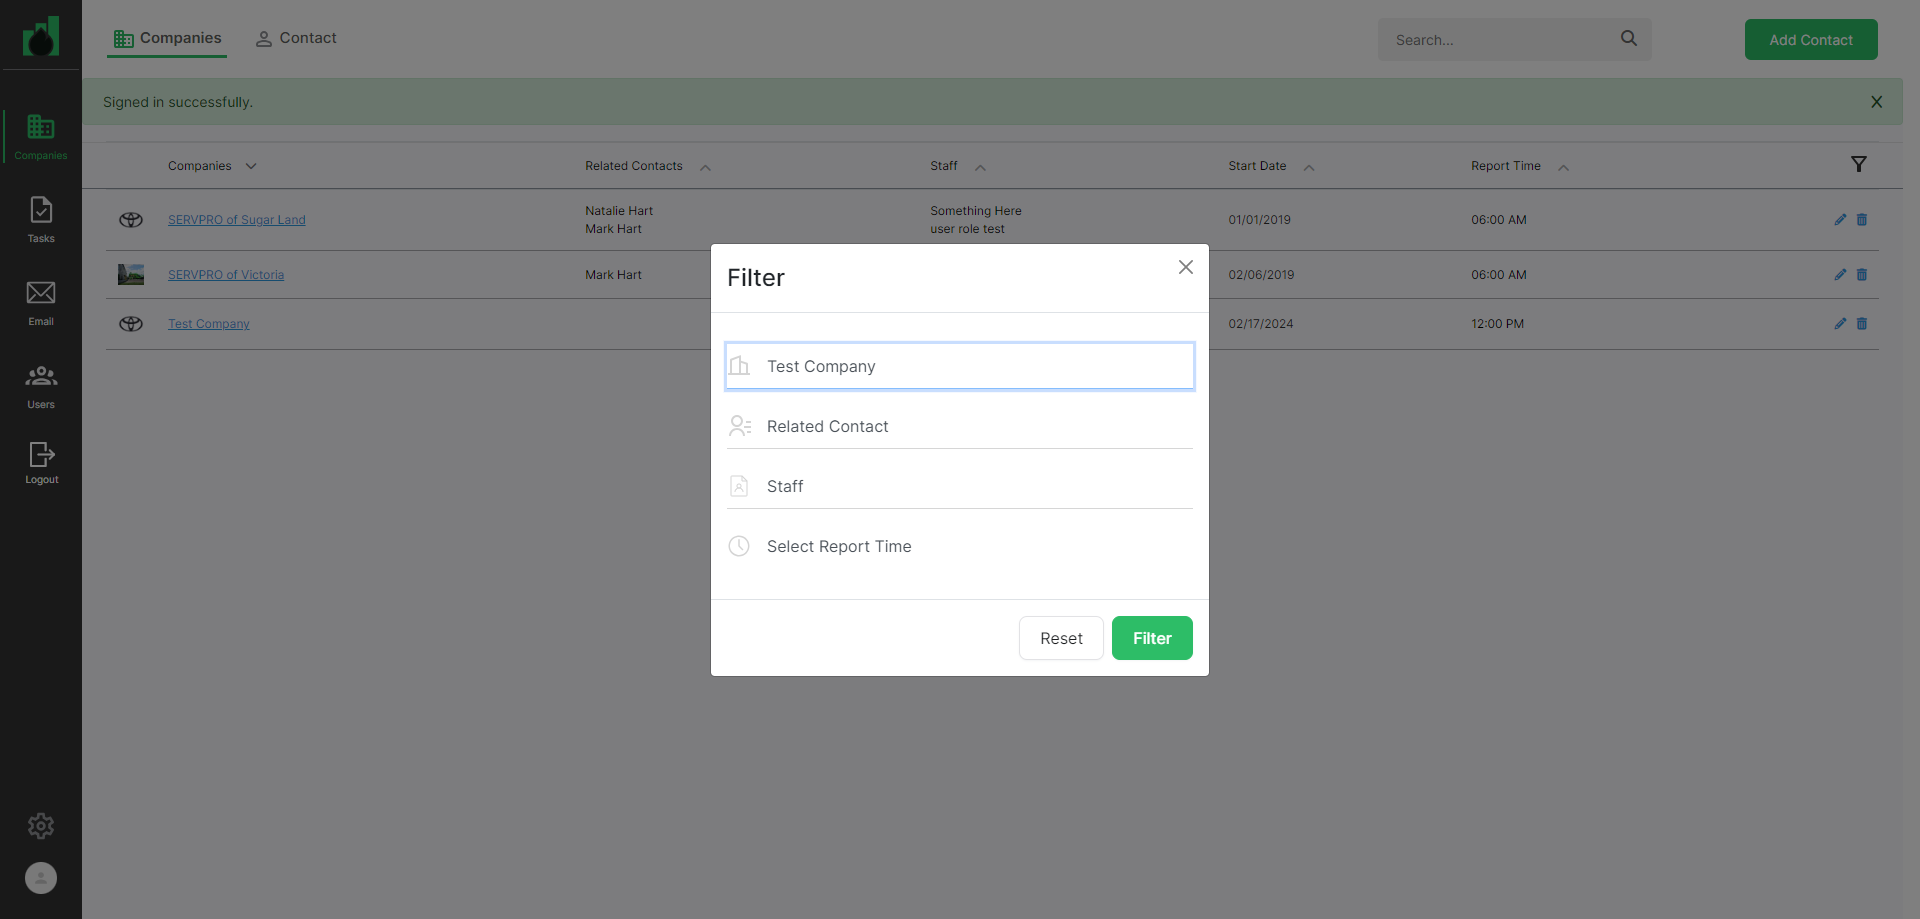 Companies
Contact
Search...
Add Contact
Signed in successfully.
X
Companies
Tasks
Email
Users
Logout
Companies
Related Contacts
Staff
Start Date
Report Time
SERVPRO of Sugar Land
Natalie Hart
Mark Hart
Something Here
user role test
01/01/2019
06:00 AM
SERVPRO of Victoria
Mark Hart
02/06/2019
06:00 AM
Test Company
02/17/2024
12:00 PM
Filter
Test Company
Related Contact
Staff
Select Report Time
Reset
Filter